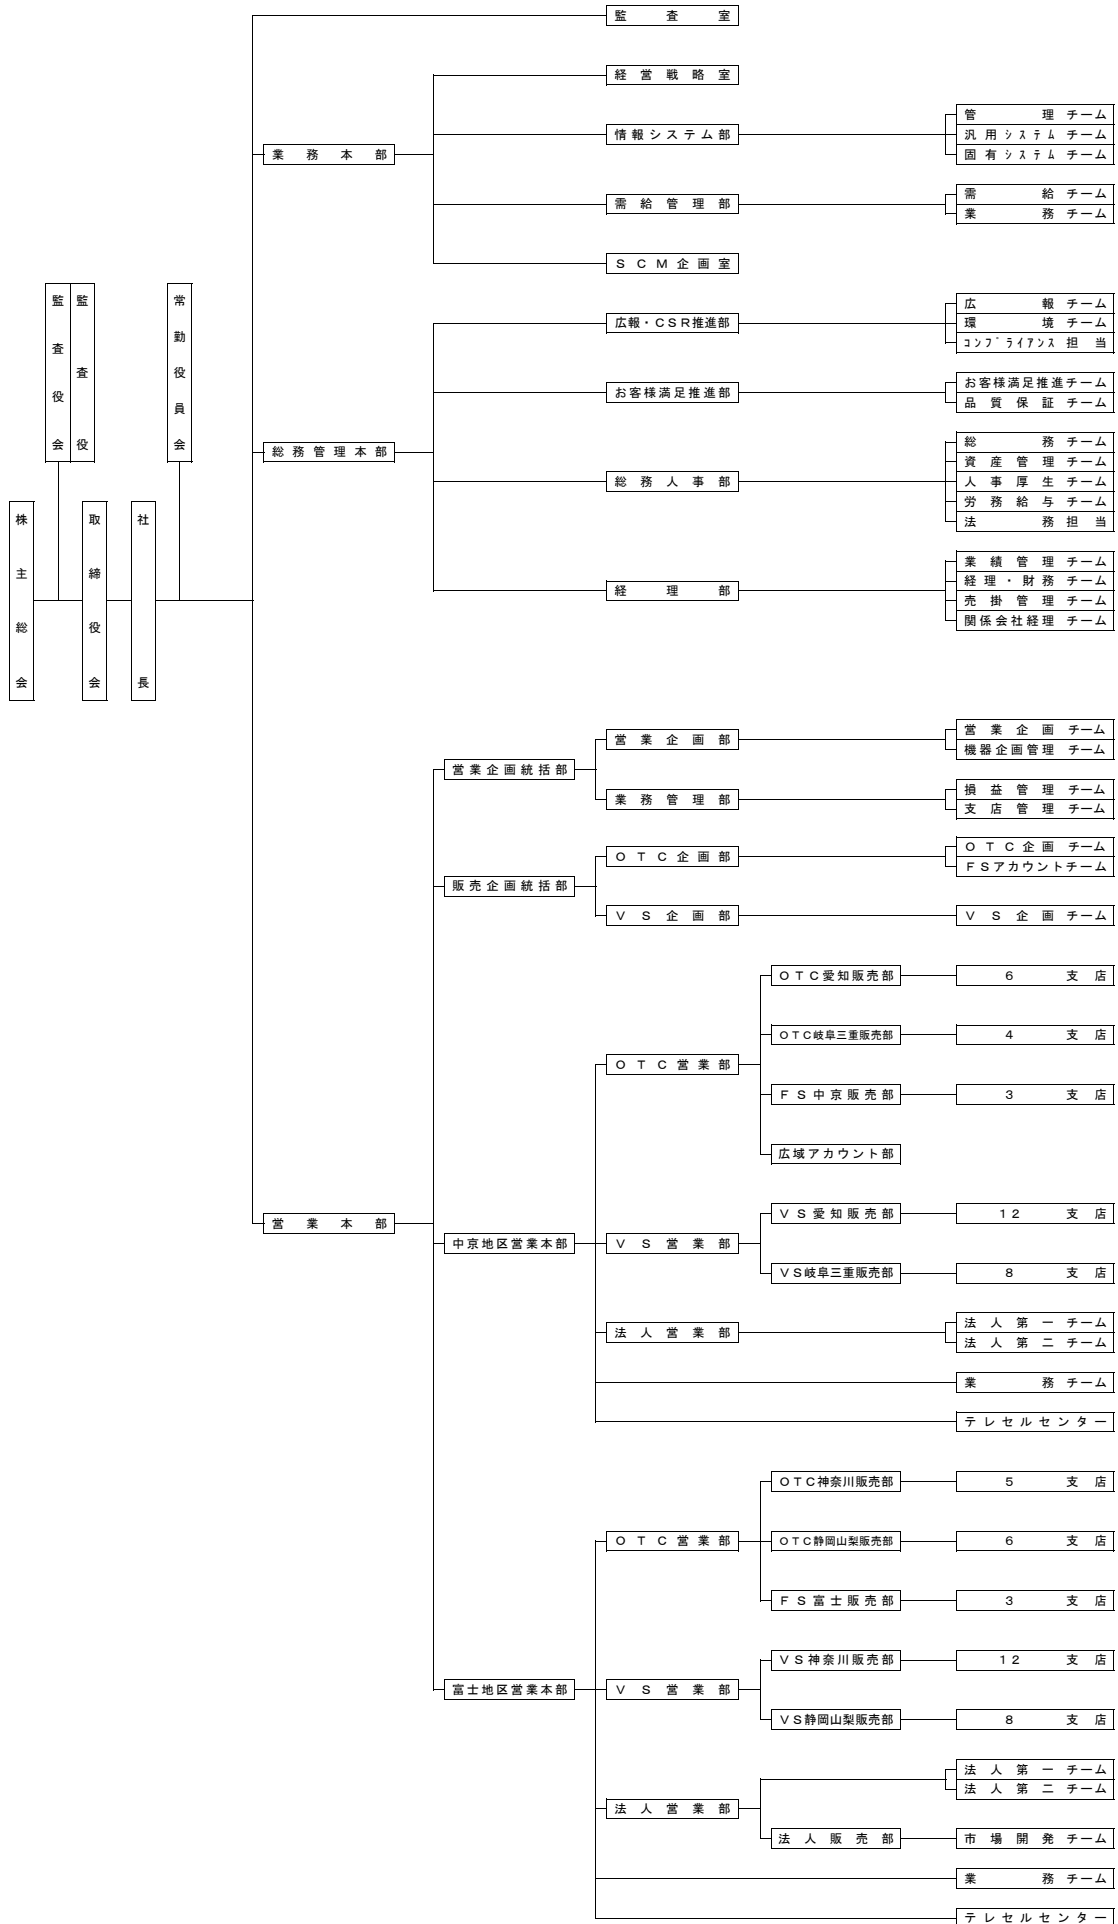 監査室
経営戦略室
情報システム部
管理チーム
汎用システムチーム
固有システムチーム
業務本部
需給管理部
需給チーム
業務チーム
SCM企画室
監査役会
監査役
常勤役員会
広報・CSR推進部
広報チーム
環境チーム
コンプライアンス担当
お客様満足推進部
お客様満足推進チーム
品質保証チーム
総務管理本部
総務人事部
総務チーム
資産管理チーム
人事厚生チーム
労務給与チーム
法務担当
株主総会
取締役会
社長
経理部
業績管理チーム
経理・財務チーム
売掛管理チーム
関係会社経理チーム
営業企画統括部
営業企画部
営業企画チーム
機器企画管理チーム
業務管理部
損益管理チーム
支店管理チーム
販売企画統括部
OTC企画部
OTC企画チーム
FSアカウントチーム
VS企画部
VS企画チーム
OTC愛知販売部
6支店
OTC岐阜三重販売部
4支店
OTC営業部
FS中京販売部
3支店
広域アカウント部
営業本部
中京地区営業本部
VS営業部
VS愛知販売部
12支店
VS岐阜三重販売部
8支店
法人営業部
法人第一チーム
法人第二チーム
業務チーム
テレセルセンター
OTC神奈川販売部
5支店
OTC営業部
OTC静岡山梨販売部
6支店
FS富士販売部
3支店
富士地区営業本部
VS営業部
VS神奈川販売部
12支店
VS静岡山梨販売部
8支店
法人営業部
法人第一チーム
法人第二チーム
法人販売部
市場開発チーム
業務チーム
テレセルセンター